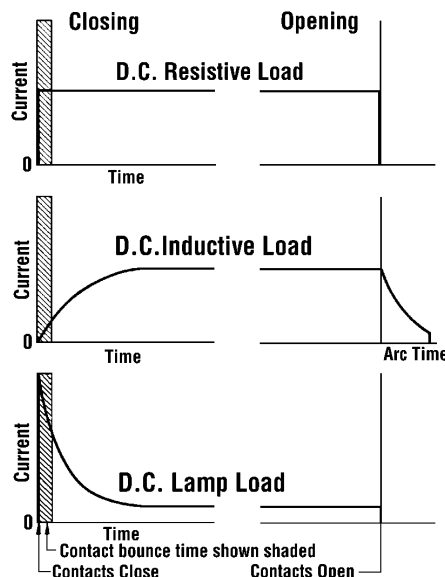 Closing
Opening
D.C. Resistive Load
Current
0
Time
D.C.Inductive Load
Current
0
Time
Arc Time
D.C. Lamp Load
Current
0
Time
Contact bounce time shown shaded
Contacts Close
Contacts Open